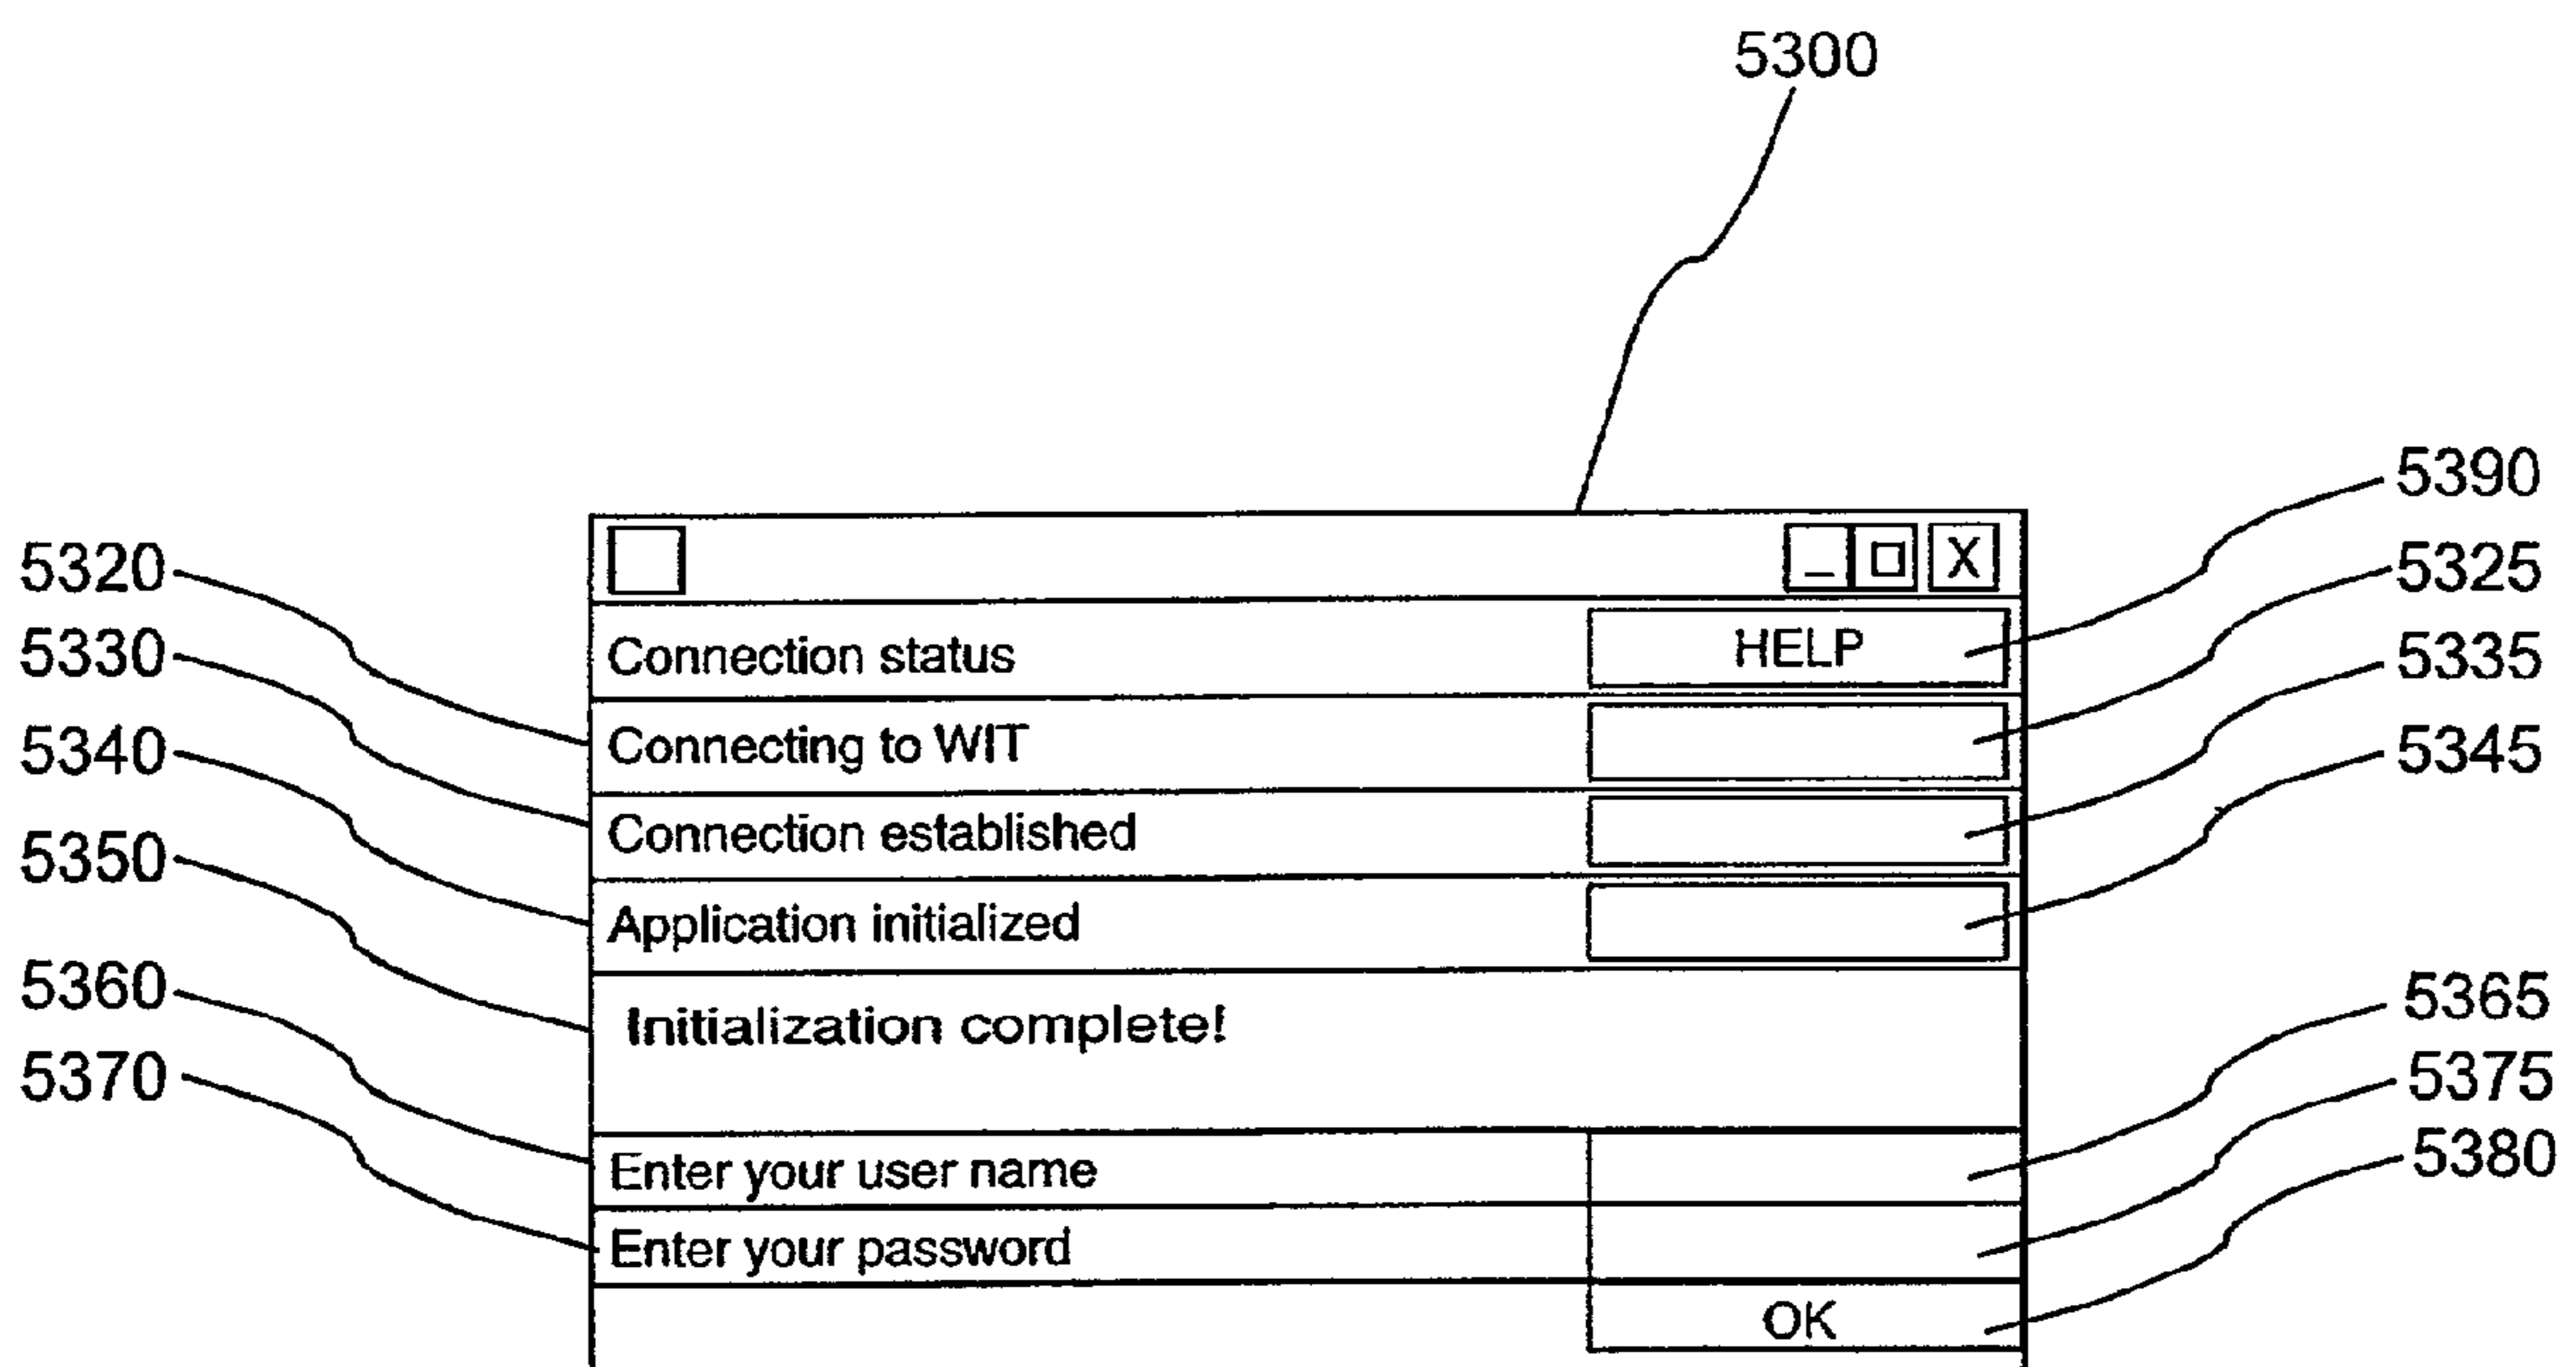 5300
5390
5320
5325
5330
Connection status
HELP
5335
5340
Connecting to WIT
5345
5350
Connection established
Application initialized
5360
Initialization complete!
5365
5370
5375
Enter your user name
5380
Enter your password
OK